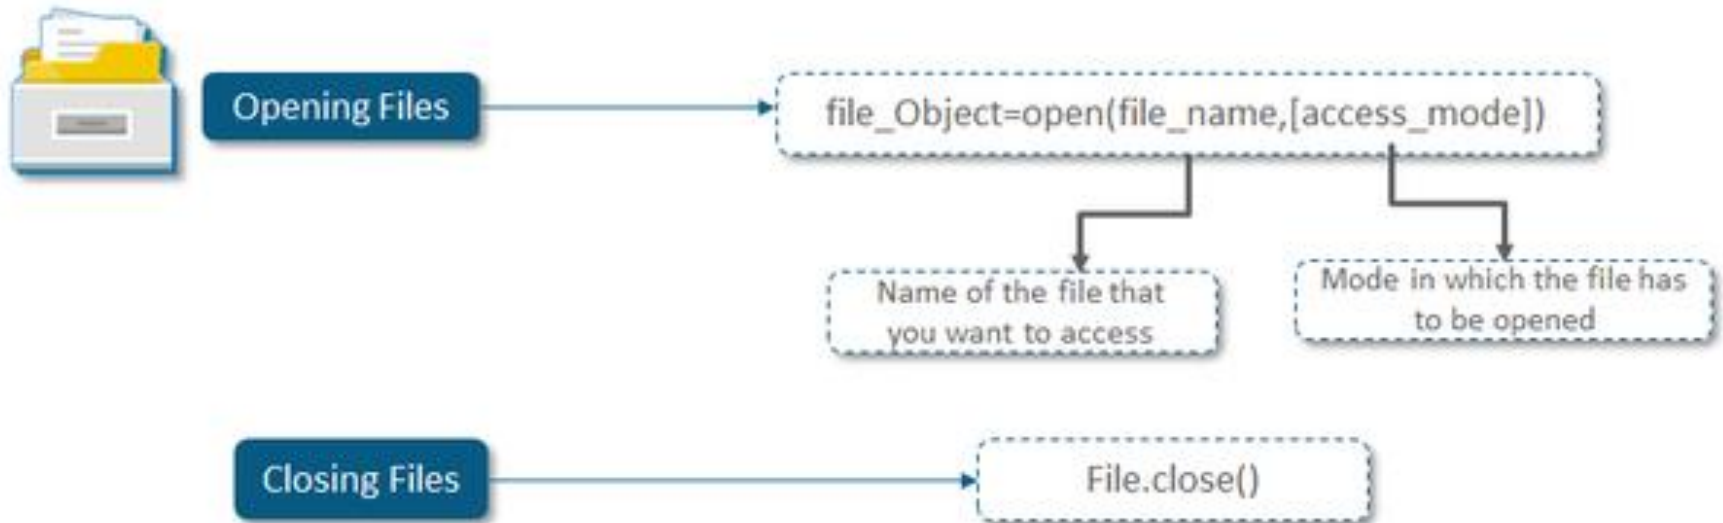 Opening Files
file_Object=open(file_name,[access_mode])
Name of the file that
you want to access
Mode in which the file has
to be opened
Closing Files
File.close()